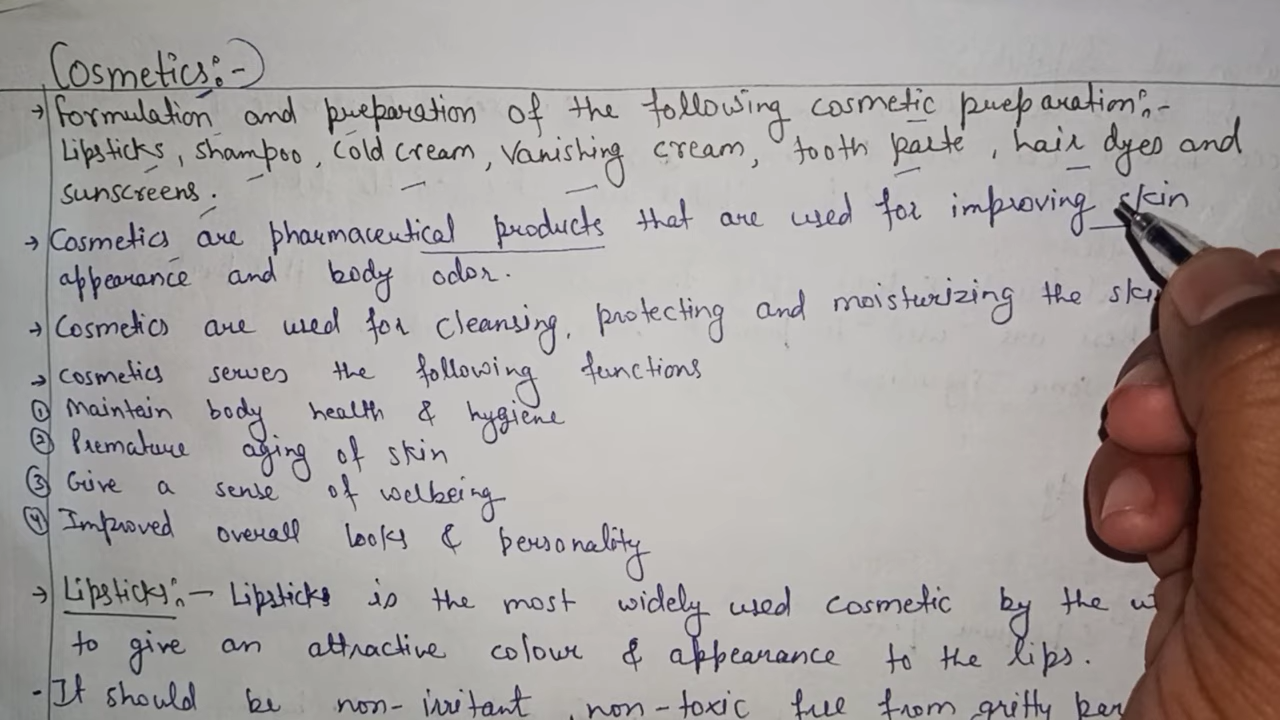 Cosmetics:-
→ Formulation and preparation of the following cosmetic preparation:-
Lipsticks, shampoo, cold cream, vanishing cream, tooth paste, hair dyes and
sunscreens.
→ Cosmetics are pharmaceutical products that are used for improving skin
appearance and body odor.
→ Cosmetics are used for cleansing, protecting and moisturizing the skin
→ Cosmetics serves the following functions
① Maintain body health & hygiene
② Premature aging of skin
③ Give a sense of wellbeing
④ Improved overall looks & personality
→ Lipsticks:- Lipsticks is the most widely used cosmetic by the
to give an attractive colour & appearance to the lips.
- It should be non-irritant, non-toxic free from gritty